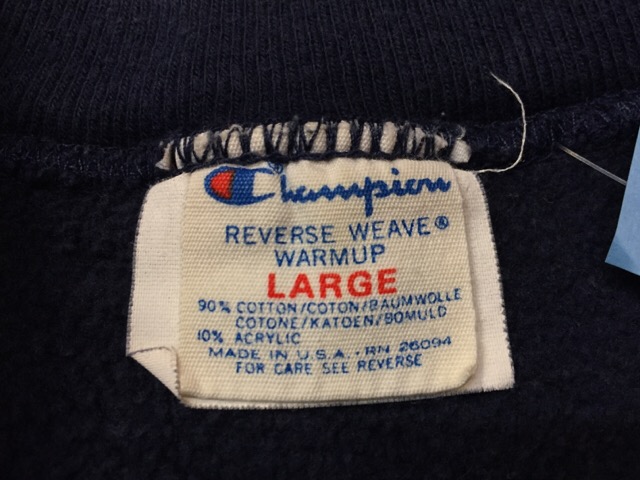 Champion
REVERSE WEAVE®
WARMUP
LARGE
90% COTTON/COTON/BAUMWOLLE
COTONE/KATOEN/BOMULD
10% ACRYLIC
MADE IN U.S.A. · RN 26094
FOR CARE SEE REVERSE